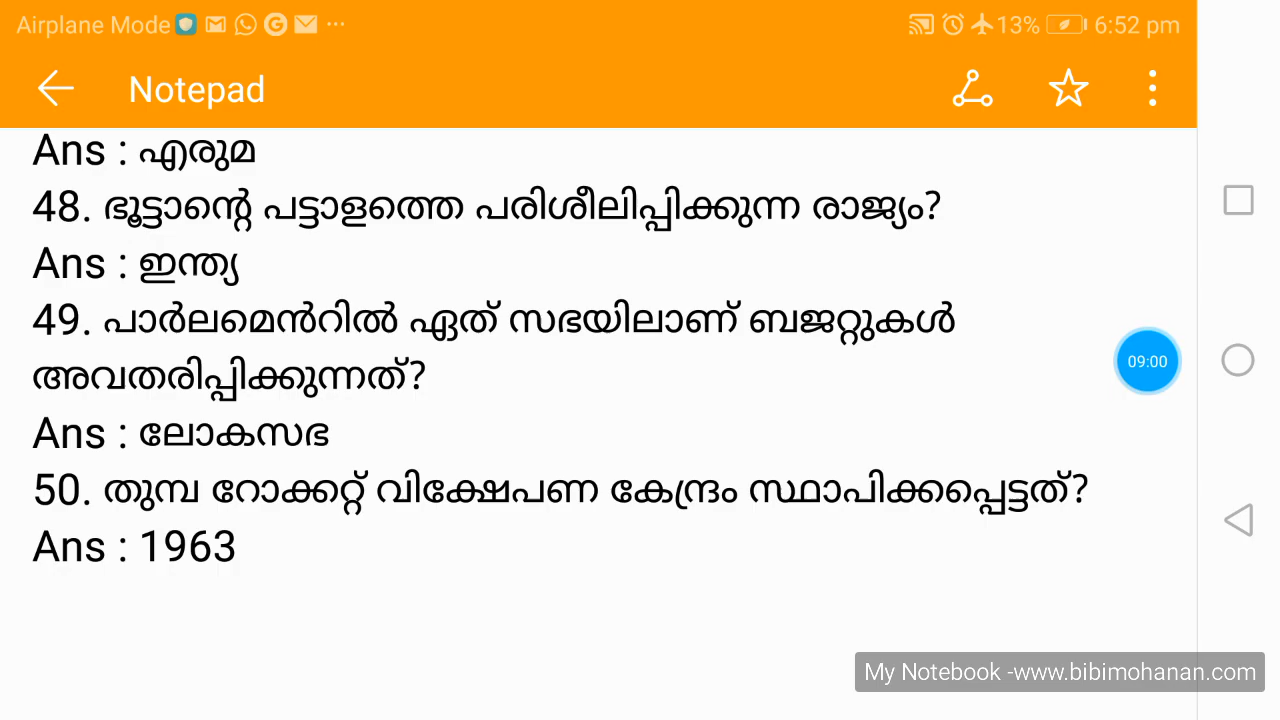 Airplane Mode 13% 6:52 pm
Notepad
Ans : എരുമ
48. ഭൂട്ടാന്റെ പട്ടാളത്തെ പരിശീലിപ്പിക്കുന്ന രാജ്യം?
Ans : ഇന്ത്യ
49. പാർലമെൻറിൽ ഏത് സഭയിലാണ് ബജറ്റുകൾ
അവതരിപ്പിക്കുന്നത്?
09:00
Ans : ലോകസഭ
50. തുമ്പ റോക്കറ്റ് വിക്ഷേപണ കേന്ദ്രം സ്ഥാപിക്കപ്പെട്ടത്?
Ans : 1963
My Notebook -www.bibimohanan.com